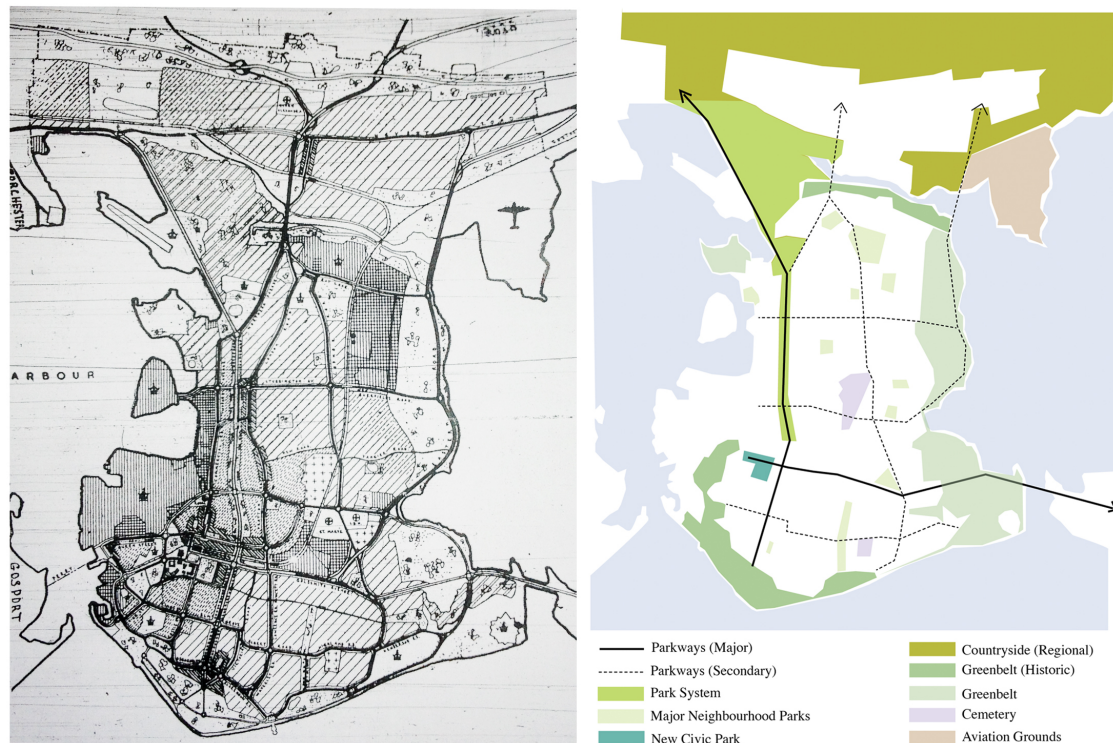 PORCHESTER
ARBOUR
GOSPORT
ST. MARYS
Parkways (Major)
Parkways (Secondary)
Park System
Major Neighbourhood Parks
New Civic Park
Countryside (Regional)
Greenbelt (Historic)
Greenbelt
Cemetery
Aviation Grounds